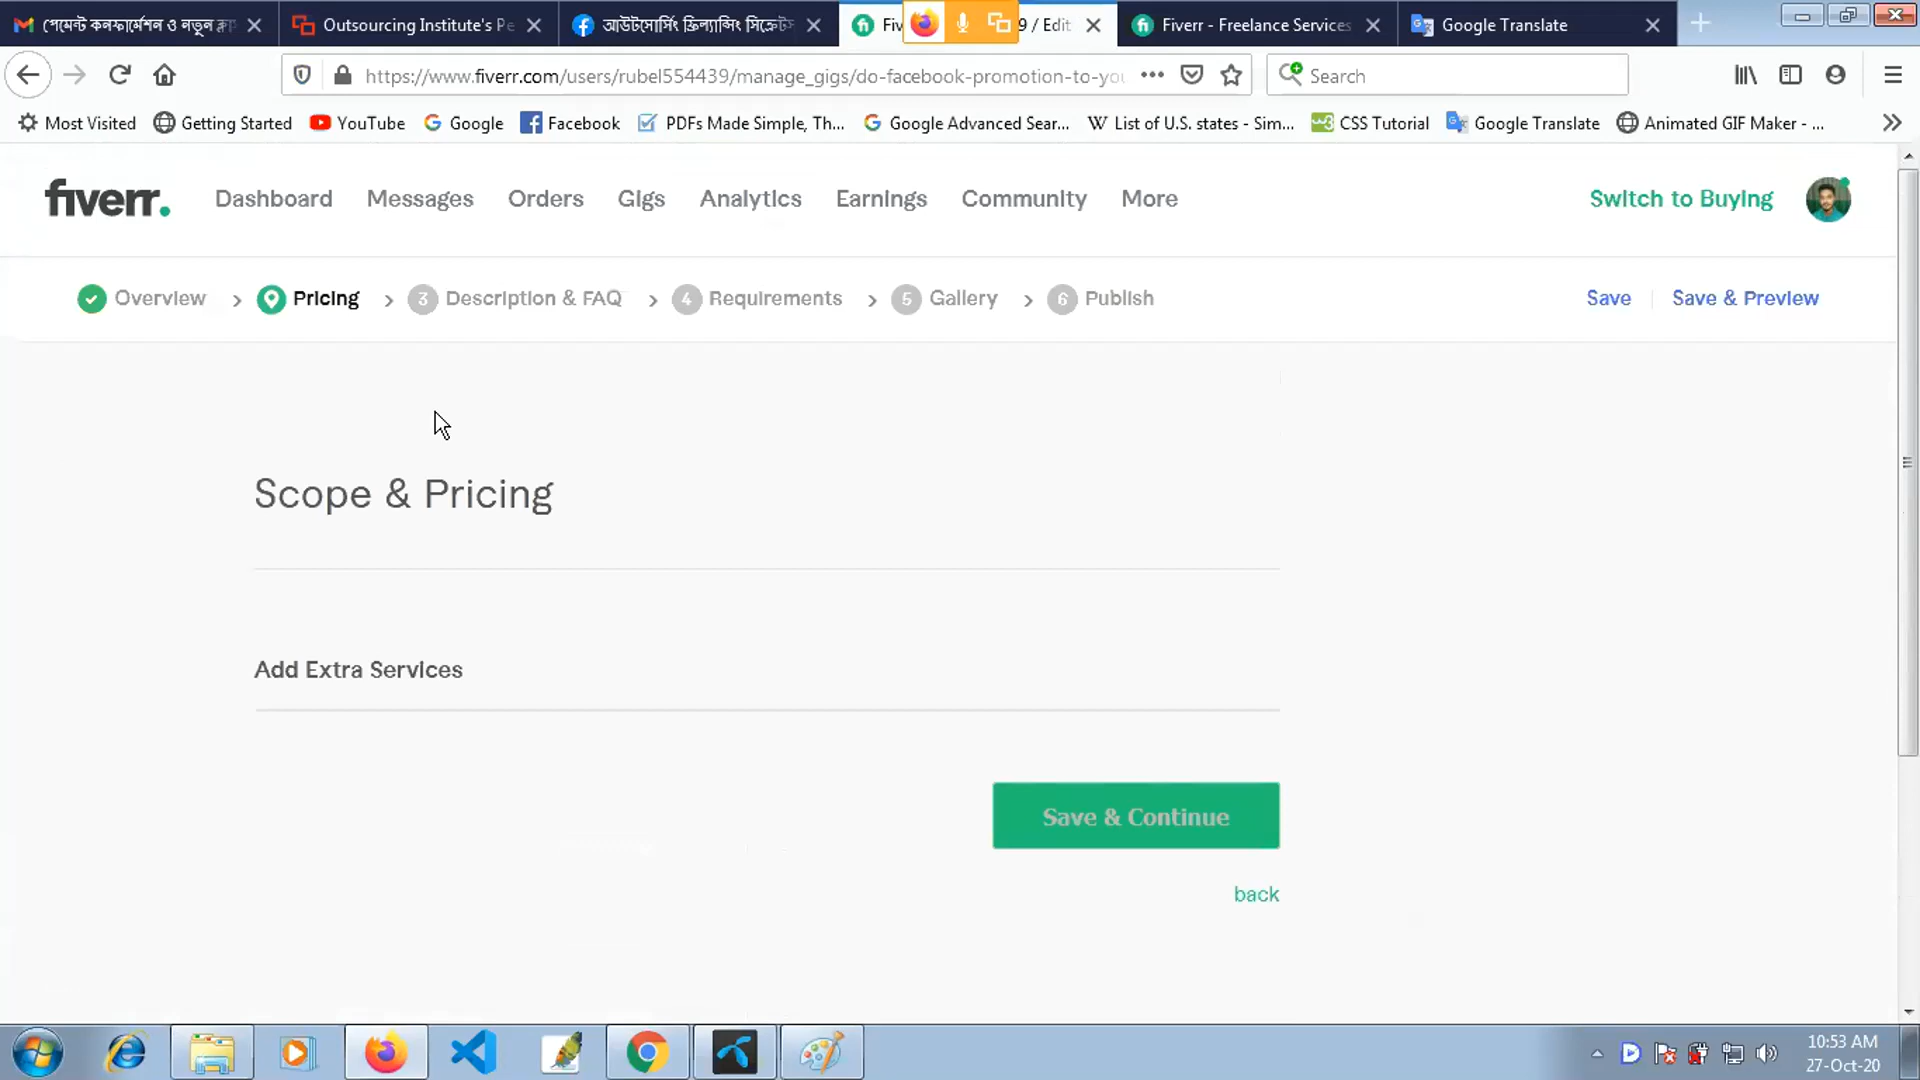 পেমেন্ট কনফার্মেশন ও নতুন ক্লা
Outsourcing Institute's Pe
আউটসোর্সিং ফ্রিল্যান্সিং সিক্রেটস
Fiv
9 / Edit
Fiverr - Freelance Services
Google Translate
https://www.fiverr.com/users/rubel554439/manage_gigs/do-facebook-promotion-to-you
Search
Most Visited
Getting Started
YouTube
Google
Facebook
PDFs Made Simple, Th...
Google Advanced Sear...
List of U.S. states - Sim...
CSS Tutorial
Google Translate
Animated GIF Maker - ...
fiverr.
Dashboard
Messages
Orders
Gigs
Analytics
Earnings
Community
More
Switch to Buying
Overview
Pricing
3 Description & FAQ
4 Requirements
5 Gallery
6 Publish
Save
Save & Preview
Scope & Pricing
Add Extra Services
Save & Continue
back
10:53 AM
27-Oct-20